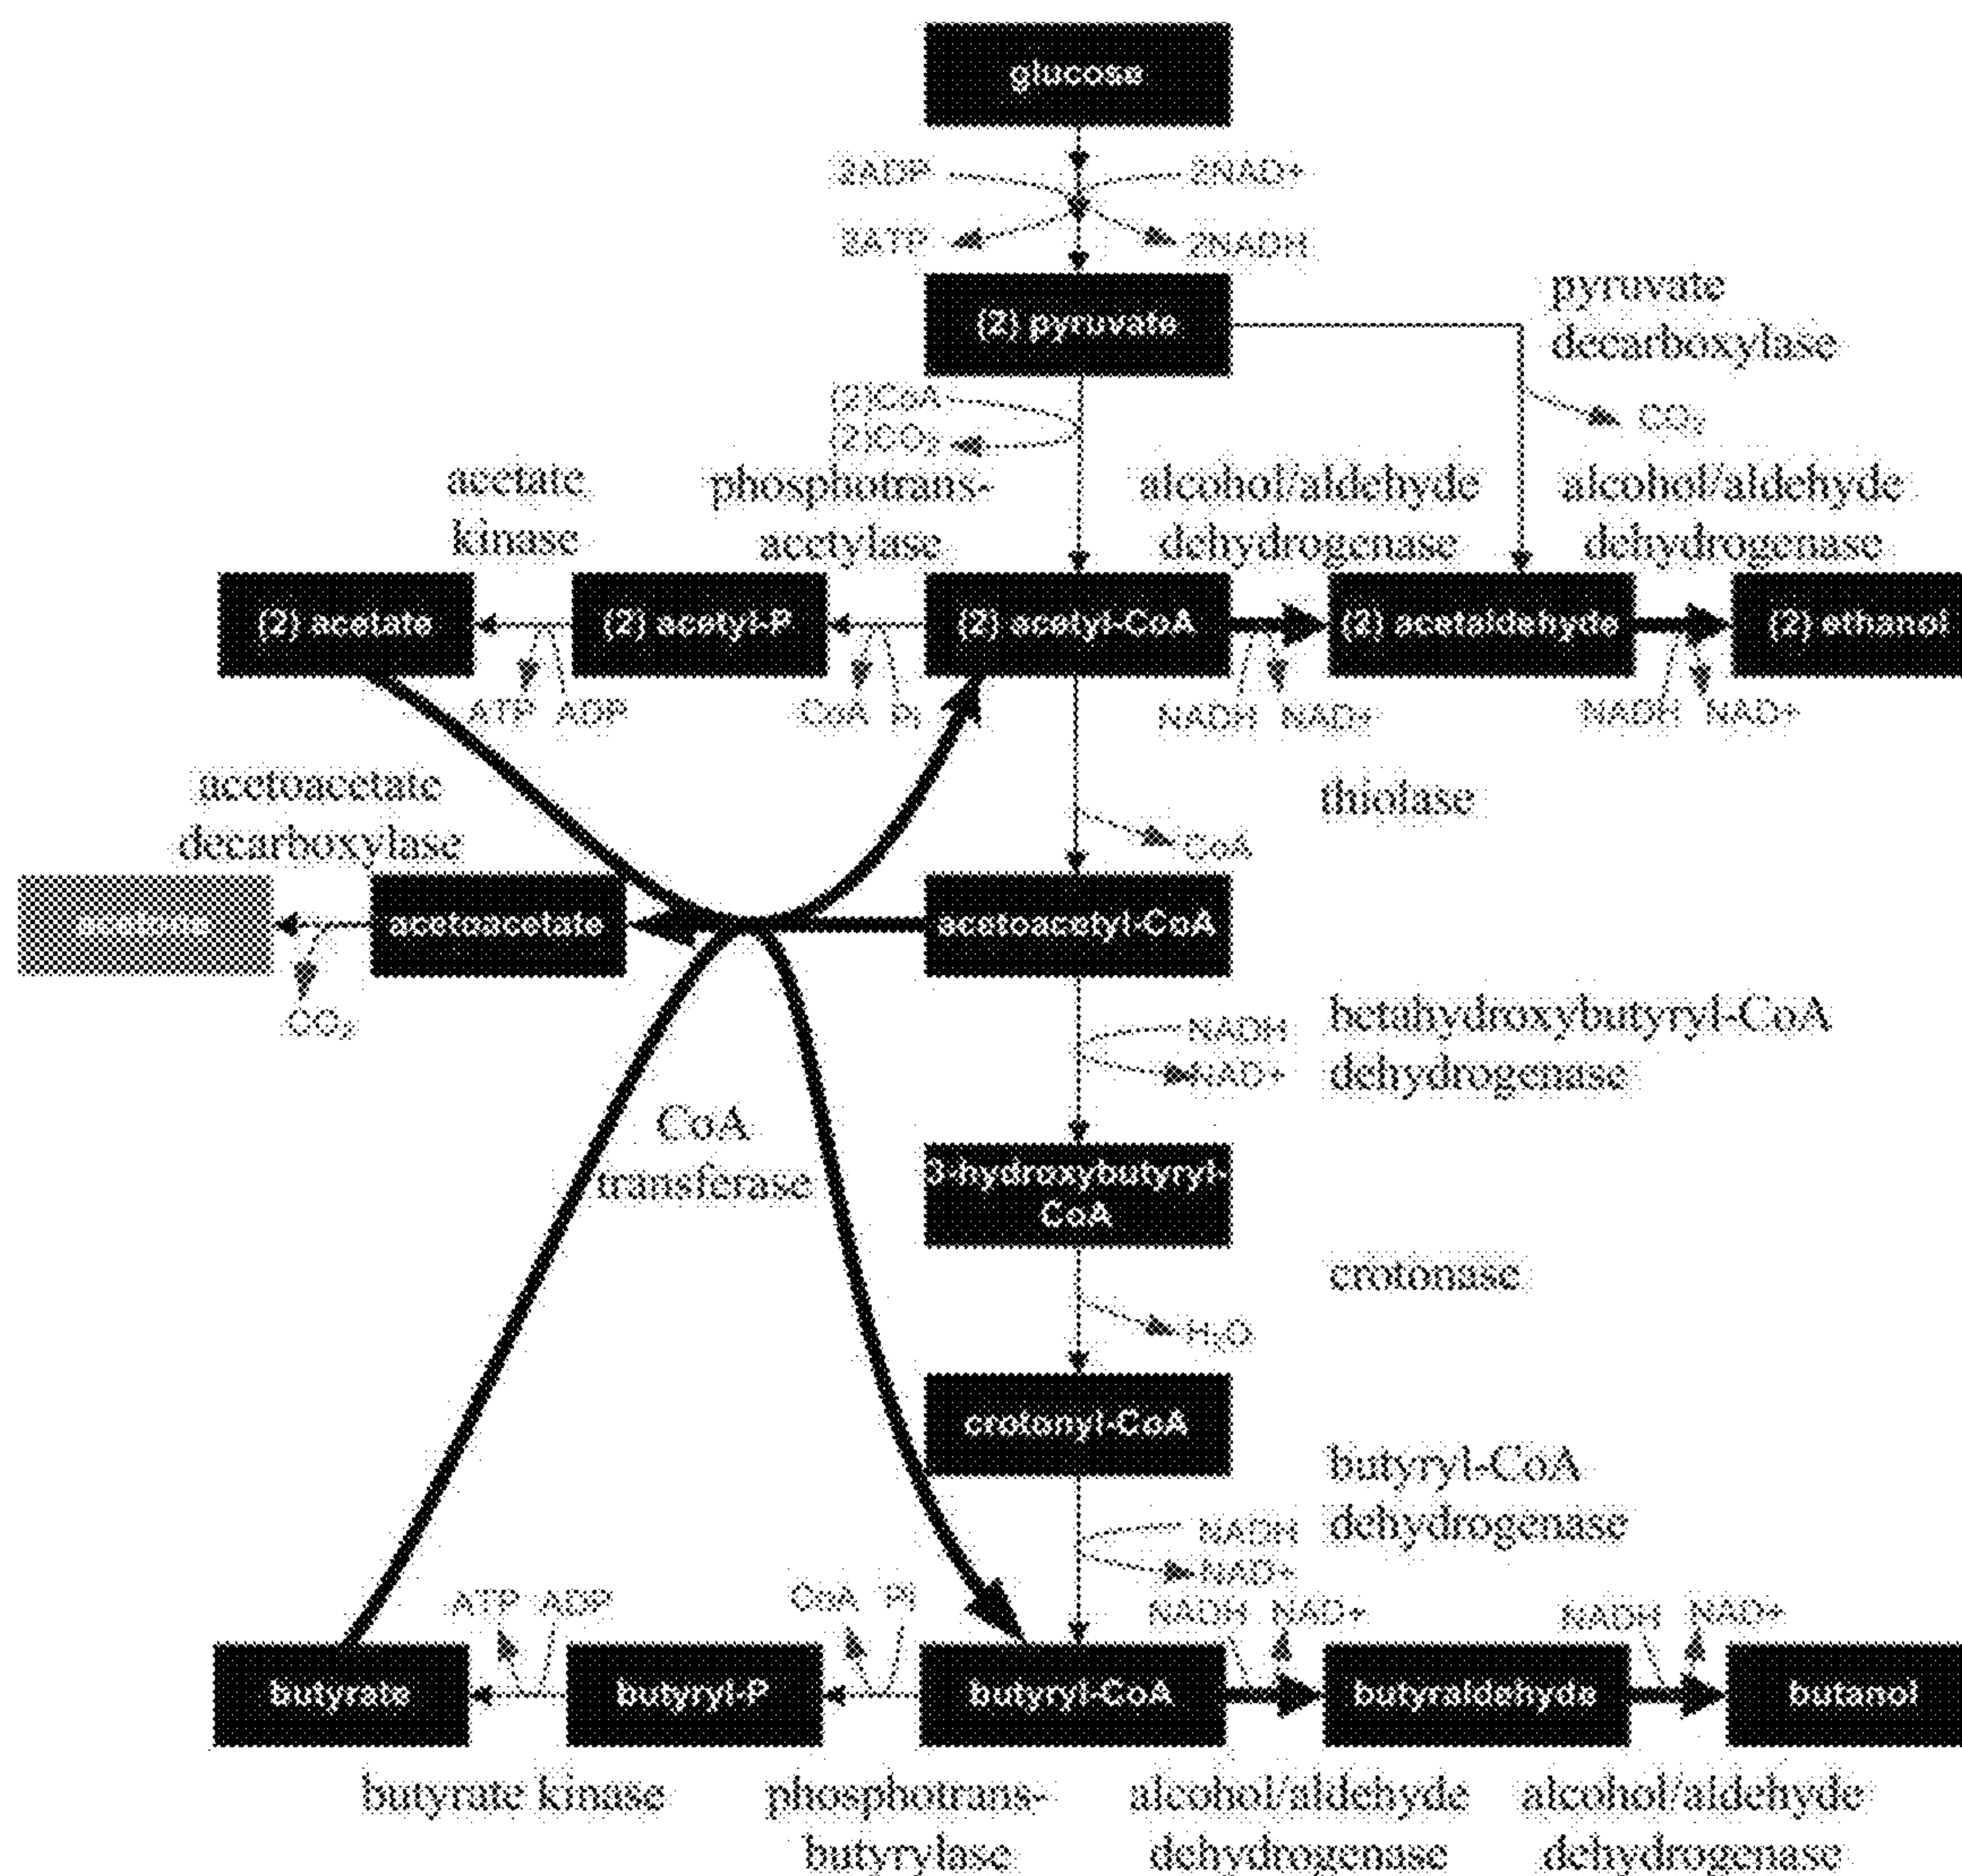 glucose
2ADP
2NAD+
2ATP
2NADH
(2) pyruvate
pyruvate
decarboxylase
(2)CoA
(2)CO₂
CO₂
acetate
kinase
phosphotrans-
acetylase
alcohol/aldehyde
dehydrogenase
alcohol/aldehyde
dehydrogenase
(2) acetate
(2) acetyl-P
(2) acetyl-CoA
(2) acetaldehyde
(2) ethanol
ATP ADP
CoA Pi
NADH NAD+
NADH NAD+
acetoacetate
decarboxylase
thiolase
CoA
acetoacetate
acetoacetyl-CoA
CO₂
NADH
NAD+
betahydroxybutyryl-CoA
dehydrogenase
CoA
transferase
3-hydroxybutyryl-
CoA
crotonase
H₂O
crotonyl-CoA
butyryl-CoA
dehydrogenase
NADH
NAD+
ATP ADP
CoA Pi
NADH NAD+
NADH NAD+
butyrate
butyryl-P
butyryl-CoA
butyraldehyde
butanol
butyrate kinase
phosphotrans-
butyrylase
alcohol/aldehyde
dehydrogenase
alcohol/aldehyde
dehydrogenase